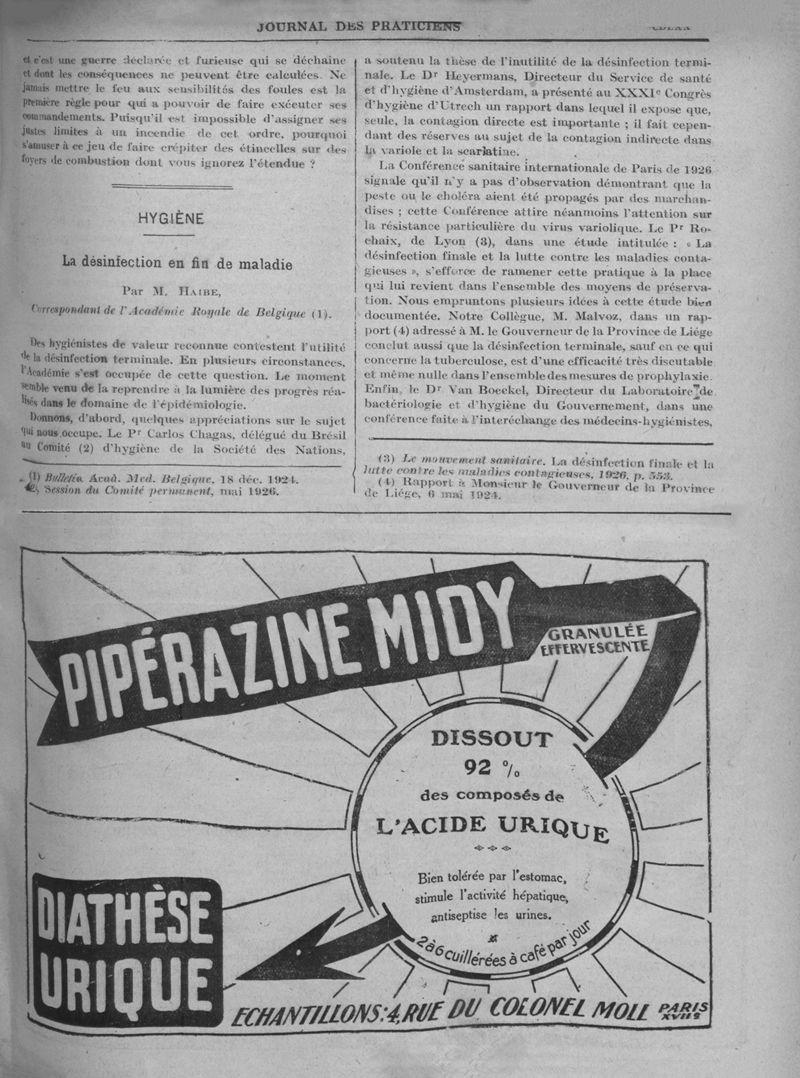 JOURNAL DES PRATICIENS
et c'est une guerre déclarée et furieuse qui se déchaîne
et dont les conséquences ne peuvent être calculées. Ne
jamais mettre le feu aux sensibilités des foules est la
première règle pour qui a pouvoir de faire exécuter ses
commandements. Puisqu'il est impossible d'assigner ses
justes limites à un incendie de cet ordre, pourquoi
s'amuser à ce jeu de faire crépiter des étincelles sur des
foyers de combustion dont vous ignorez l'étendue ?
HYGIÈNE
La désinfection en fin de maladie
Par M. Haibe,
Correspondant de l'Académie Royale de Belgique (1).
Des hygiénistes de valeur reconnue contestent l'utilité
de la désinfection terminale. En plusieurs circonstances,
l'Académie s'est occupée de cette question. Le moment
semble venu de la reprendre à la lumière des progrès réa-
lisés dans le domaine de l'épidémiologie.
Donnons, d'abord, quelques appréciations sur le sujet
qui nous occupe. Le Pr Carlos Chagas, délégué du Brésil
au Comité (2) d'hygiène de la Société des Nations,
(1) Bulletin Acad. Med. Belgique, 18 déc. 1924.
Session du Comité permanent, mai 1926.
a soutenu la thèse de l'inutilité de la désinfection termi-
nale. Le Dr Heyermans, Directeur du Service de santé
et d'hygiène d'Amsterdam, a présenté au XXXIe Congrès
d'hygiène d'Utrech un rapport dans lequel il expose que,
seule, la contagion directe est importante ; il fait cepen-
dant des réserves au sujet de la contagion indirecte dans
la variole et la scarlatine.
La Conférence sanitaire internationale de Paris de 1926
signale qu'il n'y a pas d'observation démontrant que la
peste ou le choléra aient été propagés par des marchan-
dises ; cette Conférence attire néanmoins l'attention sur
la résistance particulière du virus variolique. Le Pr Ro-
chaix, de Lyon (3), dans une étude intitulée : « La
désinfection finale et la lutte contre les maladies conta-
gieuses », s'efforce de ramener cette pratique à la place
qui lui revient dans l'ensemble des moyens de préserva-
tion. Nous empruntons plusieurs idées à cette étude bien
documentée. Notre Collègue, M. Malvoz, dans un rap-
port (4) adressé à M. le Gouverneur de la Province de Liége
conclut aussi que la désinfection terminale, sauf en ce qui
concerne la tuberculose, est d'une efficacité très discutable
et même nulle dans l'ensemble des mesures de prophylaxie.
Enfin, le Dr Van Boeckel, Directeur du Laboratoire de
bactériologie et d'hygiène du Gouvernement, dans une
conférence faite à l'interéchange des médecins-hygiénistes,
(3) Le mouvement sanitaire. La désinfection finale et la
lutte contre les maladies contagieuses, 1926, p. 553.
(4) Rapport à Monsieur le Gouverneur de la Province
de Liége, 6 mai 1924.
PIPÉRAZINE MIDY
GRANULÉE
EFFERVESCENTE
DISSOUT
92 %
des composés de
L'ACIDE URIQUE
Bien tolérée par l'estomac,
stimule l'activité hépatique,
antiseptise les urines.
2 à 6 cuillérées à café par jour
DIATHÈSE
URIQUE
ECHANTILLONS: 4, RUE DU COLONEL MOLL PARIS
XVIIe